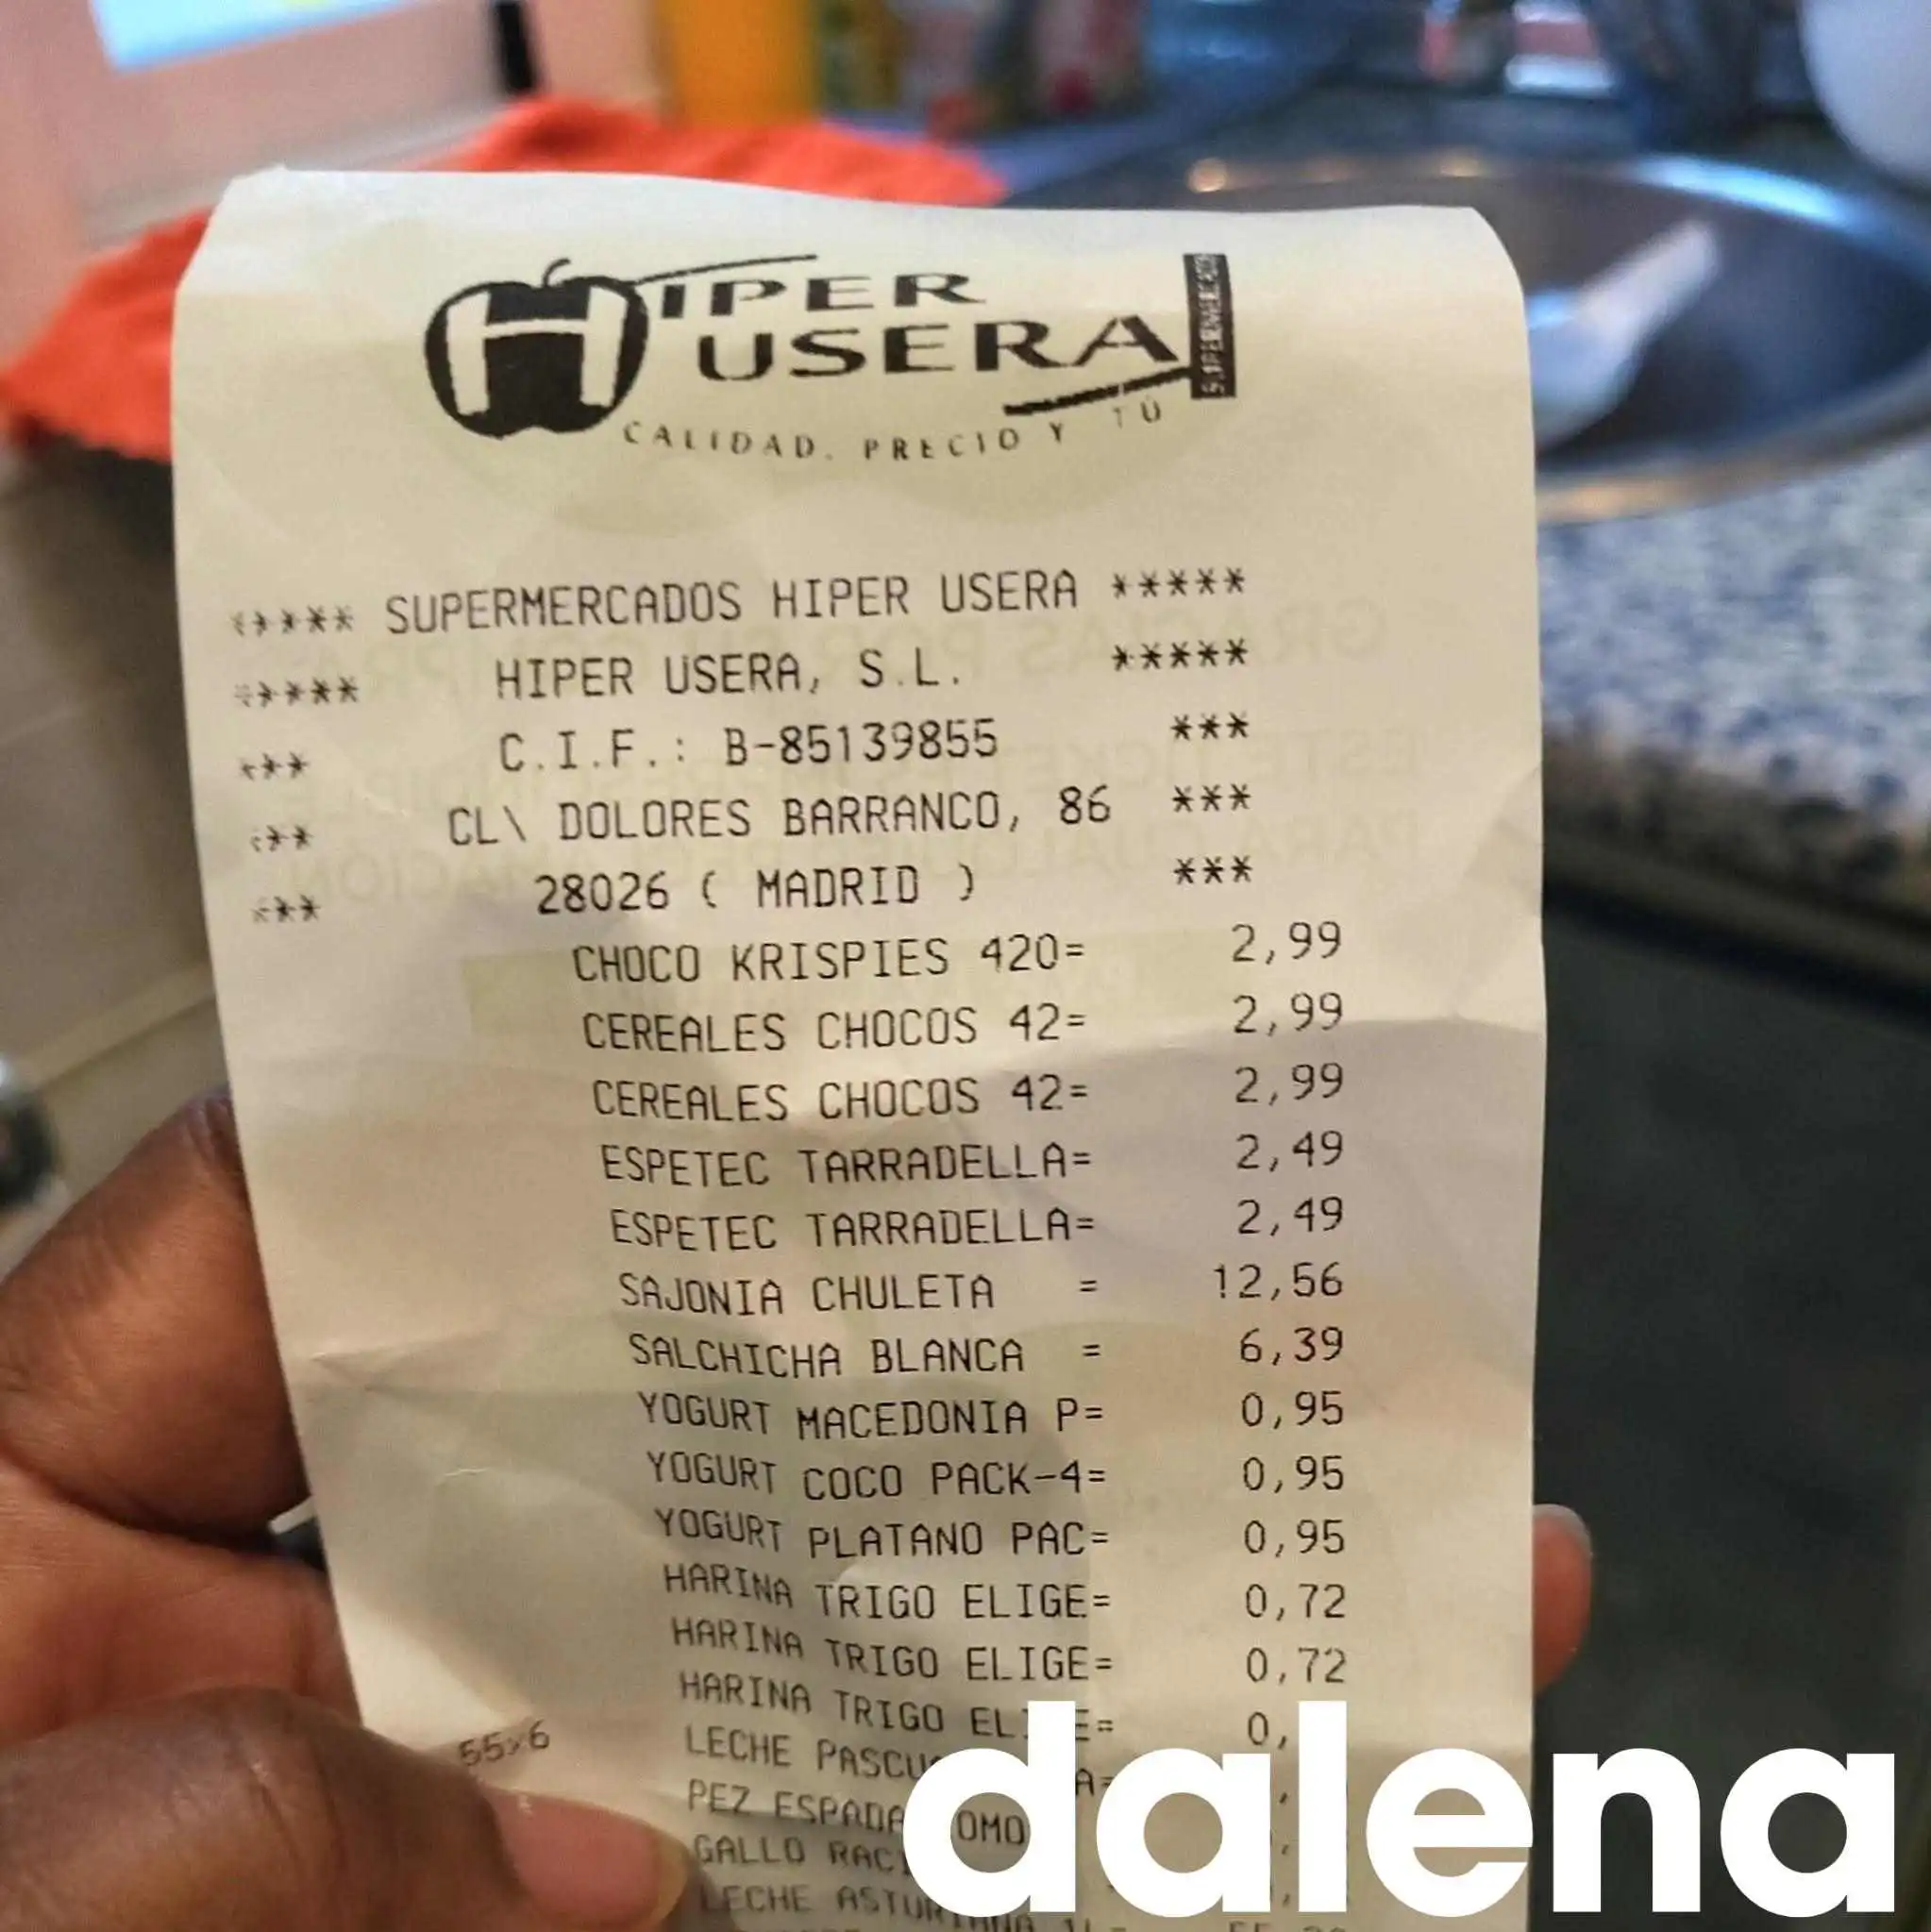 HIPER
USERA
SUPERMERCADOS
CALIDAD, PRECIO Y TÚ
***** SUPERMERCADOS HIPER USERA *****
***** HIPER USERA, S.L. *****
*** C.I.F.: B-85139855 ***
*** CL\ DOLORES BARRANCO, 86 ***
*** 28026 ( MADRID ) ***
CHOCO KRISPIES 420= 2,99
CEREALES CHOCOS 42= 2,99
CEREALES CHOCOS 42= 2,99
ESPETEC TARRADELLA= 2,49
ESPETEC TARRADELLA= 2,49
SAJONIA CHULETA = 12,56
SALCHICHA BLANCA = 6,39
YOGURT MACEDONIA P= 0,95
YOGURT COCO PACK-4= 0,95
YOGURT PLATANO PAC= 0,95
HARINA TRIGO ELIGE= 0,72
HARINA TRIGO ELIGE= 0,72
HARINA TRIGO
LECHE
PEZ ESPADA
GALLO
LECHE
dalena